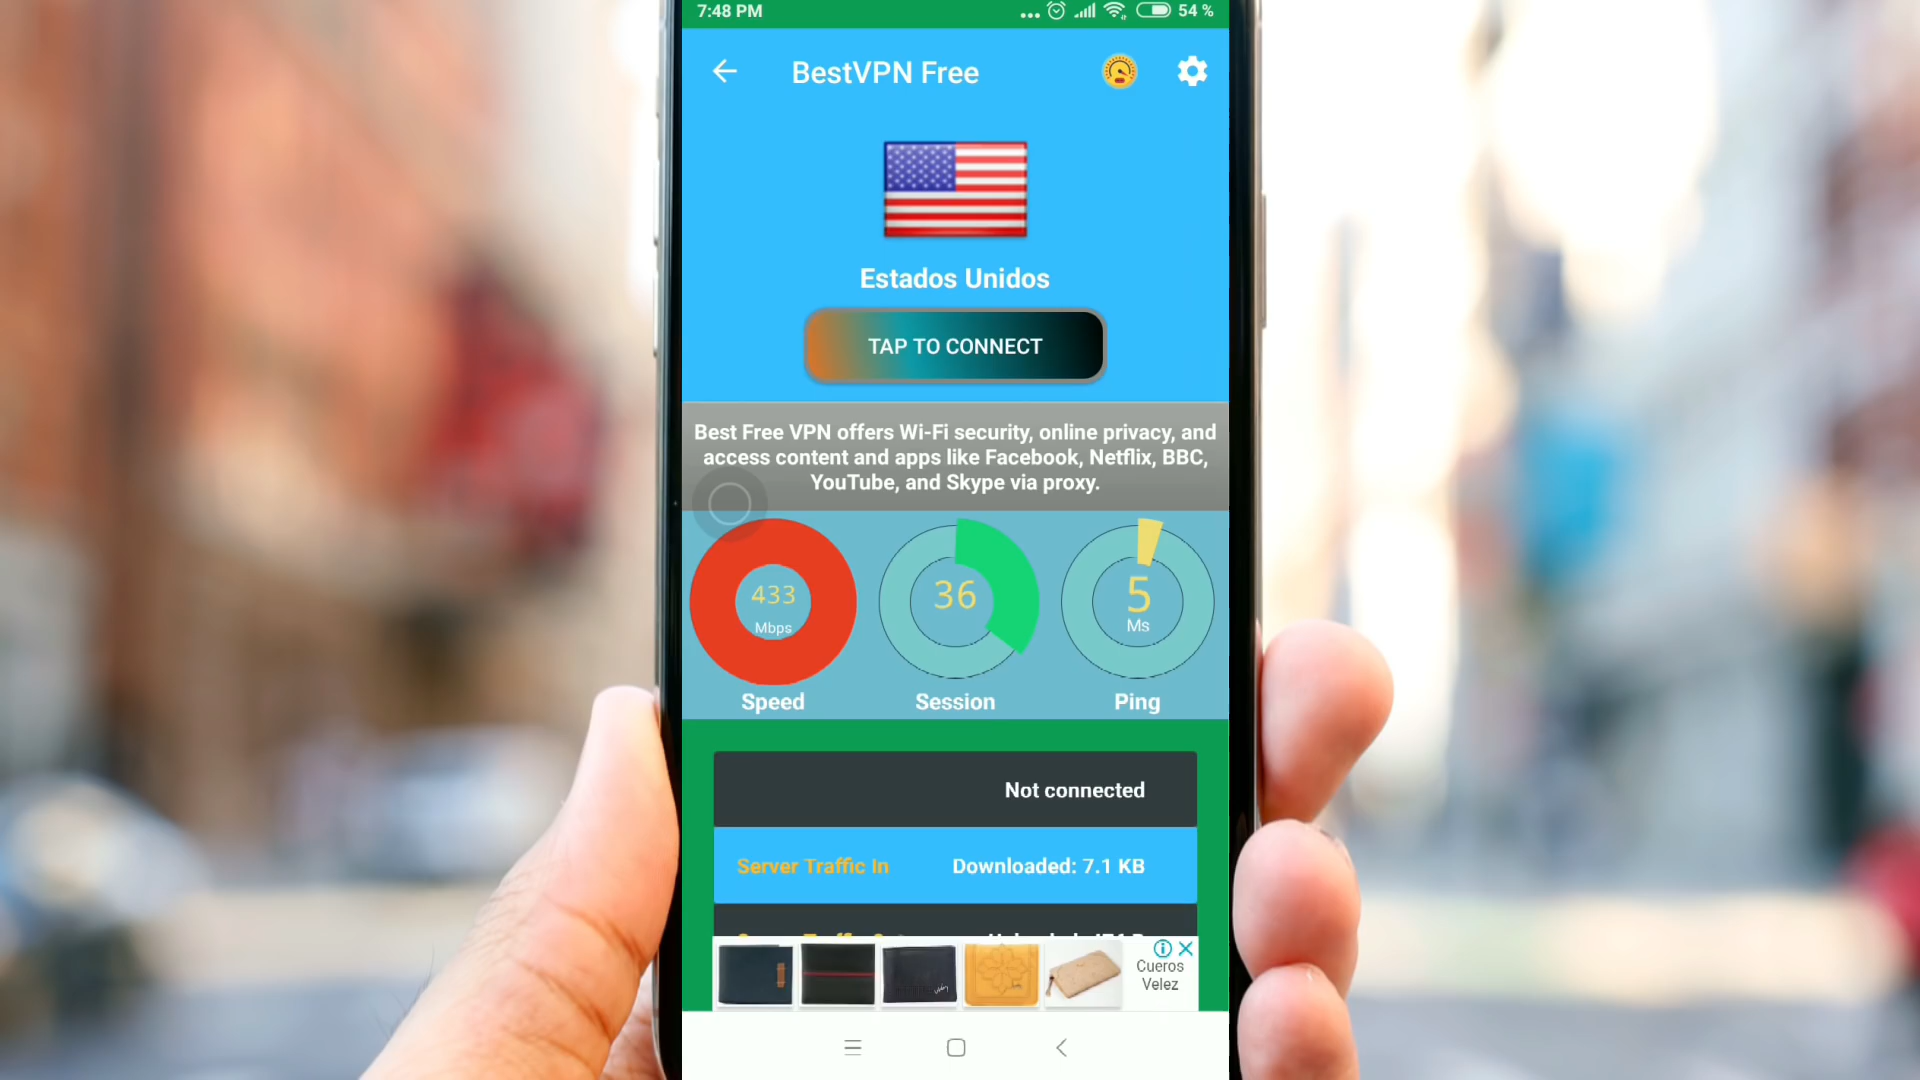 7:48 PM
54 %
BestVPN Free
Estados Unidos
TAP TO CONNECT
Best Free VPN offers Wi-Fi security, online privacy, and
access content and apps like Facebook, Netflix, BBC,
YouTube, and Skype via proxy.
433
Mbps
36
5
Ms
Speed
Session
Ping
Not connected
Server Traffic In
Downloaded: 7.1 KB
Cueros
Velez